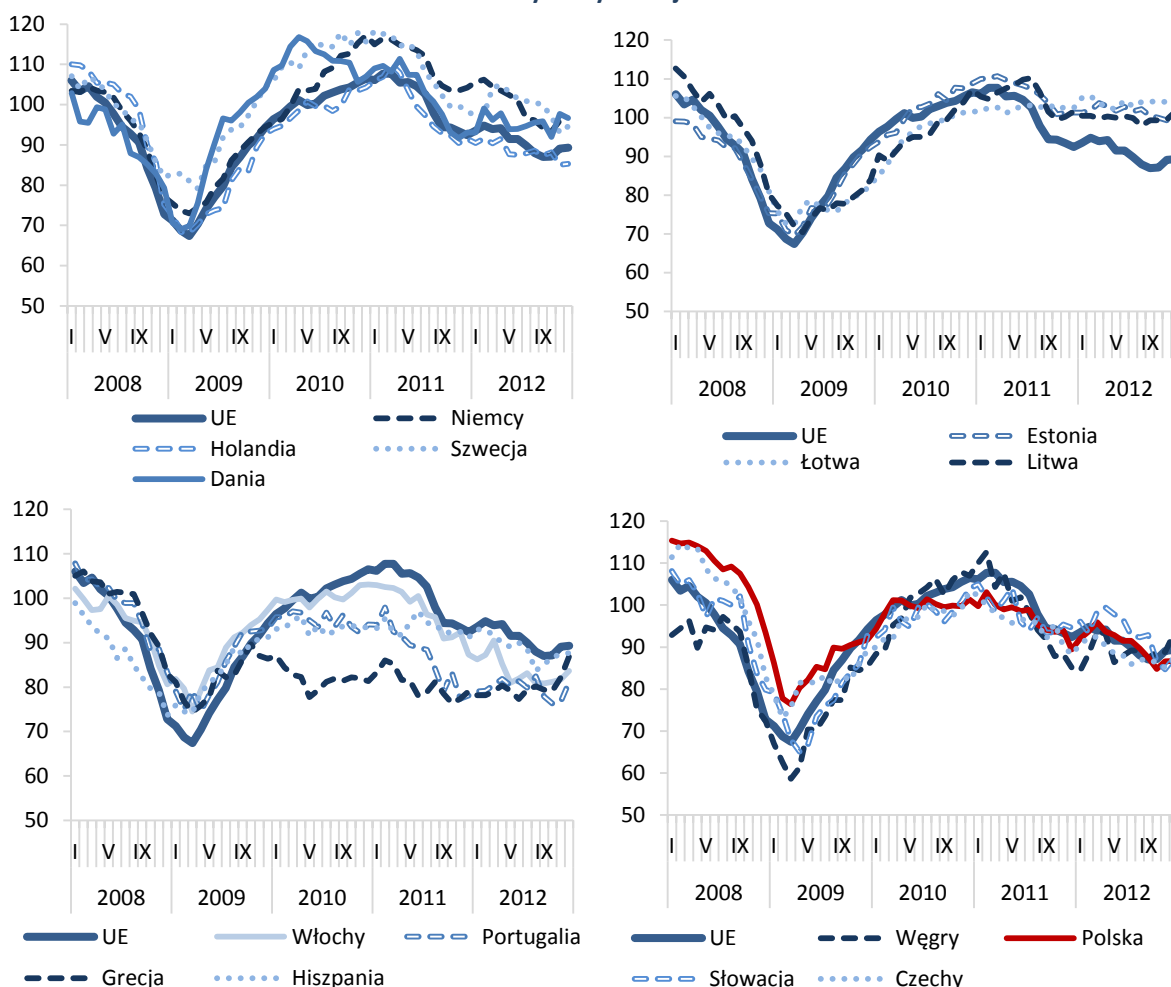 120
110
100
90
80
70
60
50
I V IX I V IX I V IX I V IX I V IX
2008 2009 2010 2011 2012
UE Niemcy
Holandia Szwecja
Dania
120
110
100
90
80
70
60
50
I V IX I V IX I V IX I V IX I V IX
2008 2009 2010 2011 2012
UE Estonia
Łotwa Litwa
120
110
100
90
80
70
60
50
I V IX I V IX I V IX I V IX I V IX
2008 2009 2010 2011 2012
UE Włochy Portugalia
Grecja Hiszpania
120
110
100
90
80
70
60
50
I V IX I V IX I V IX I V IX I V IX
2008 2009 2010 2011 2012
UE Węgry Polska
Słowacja Czechy